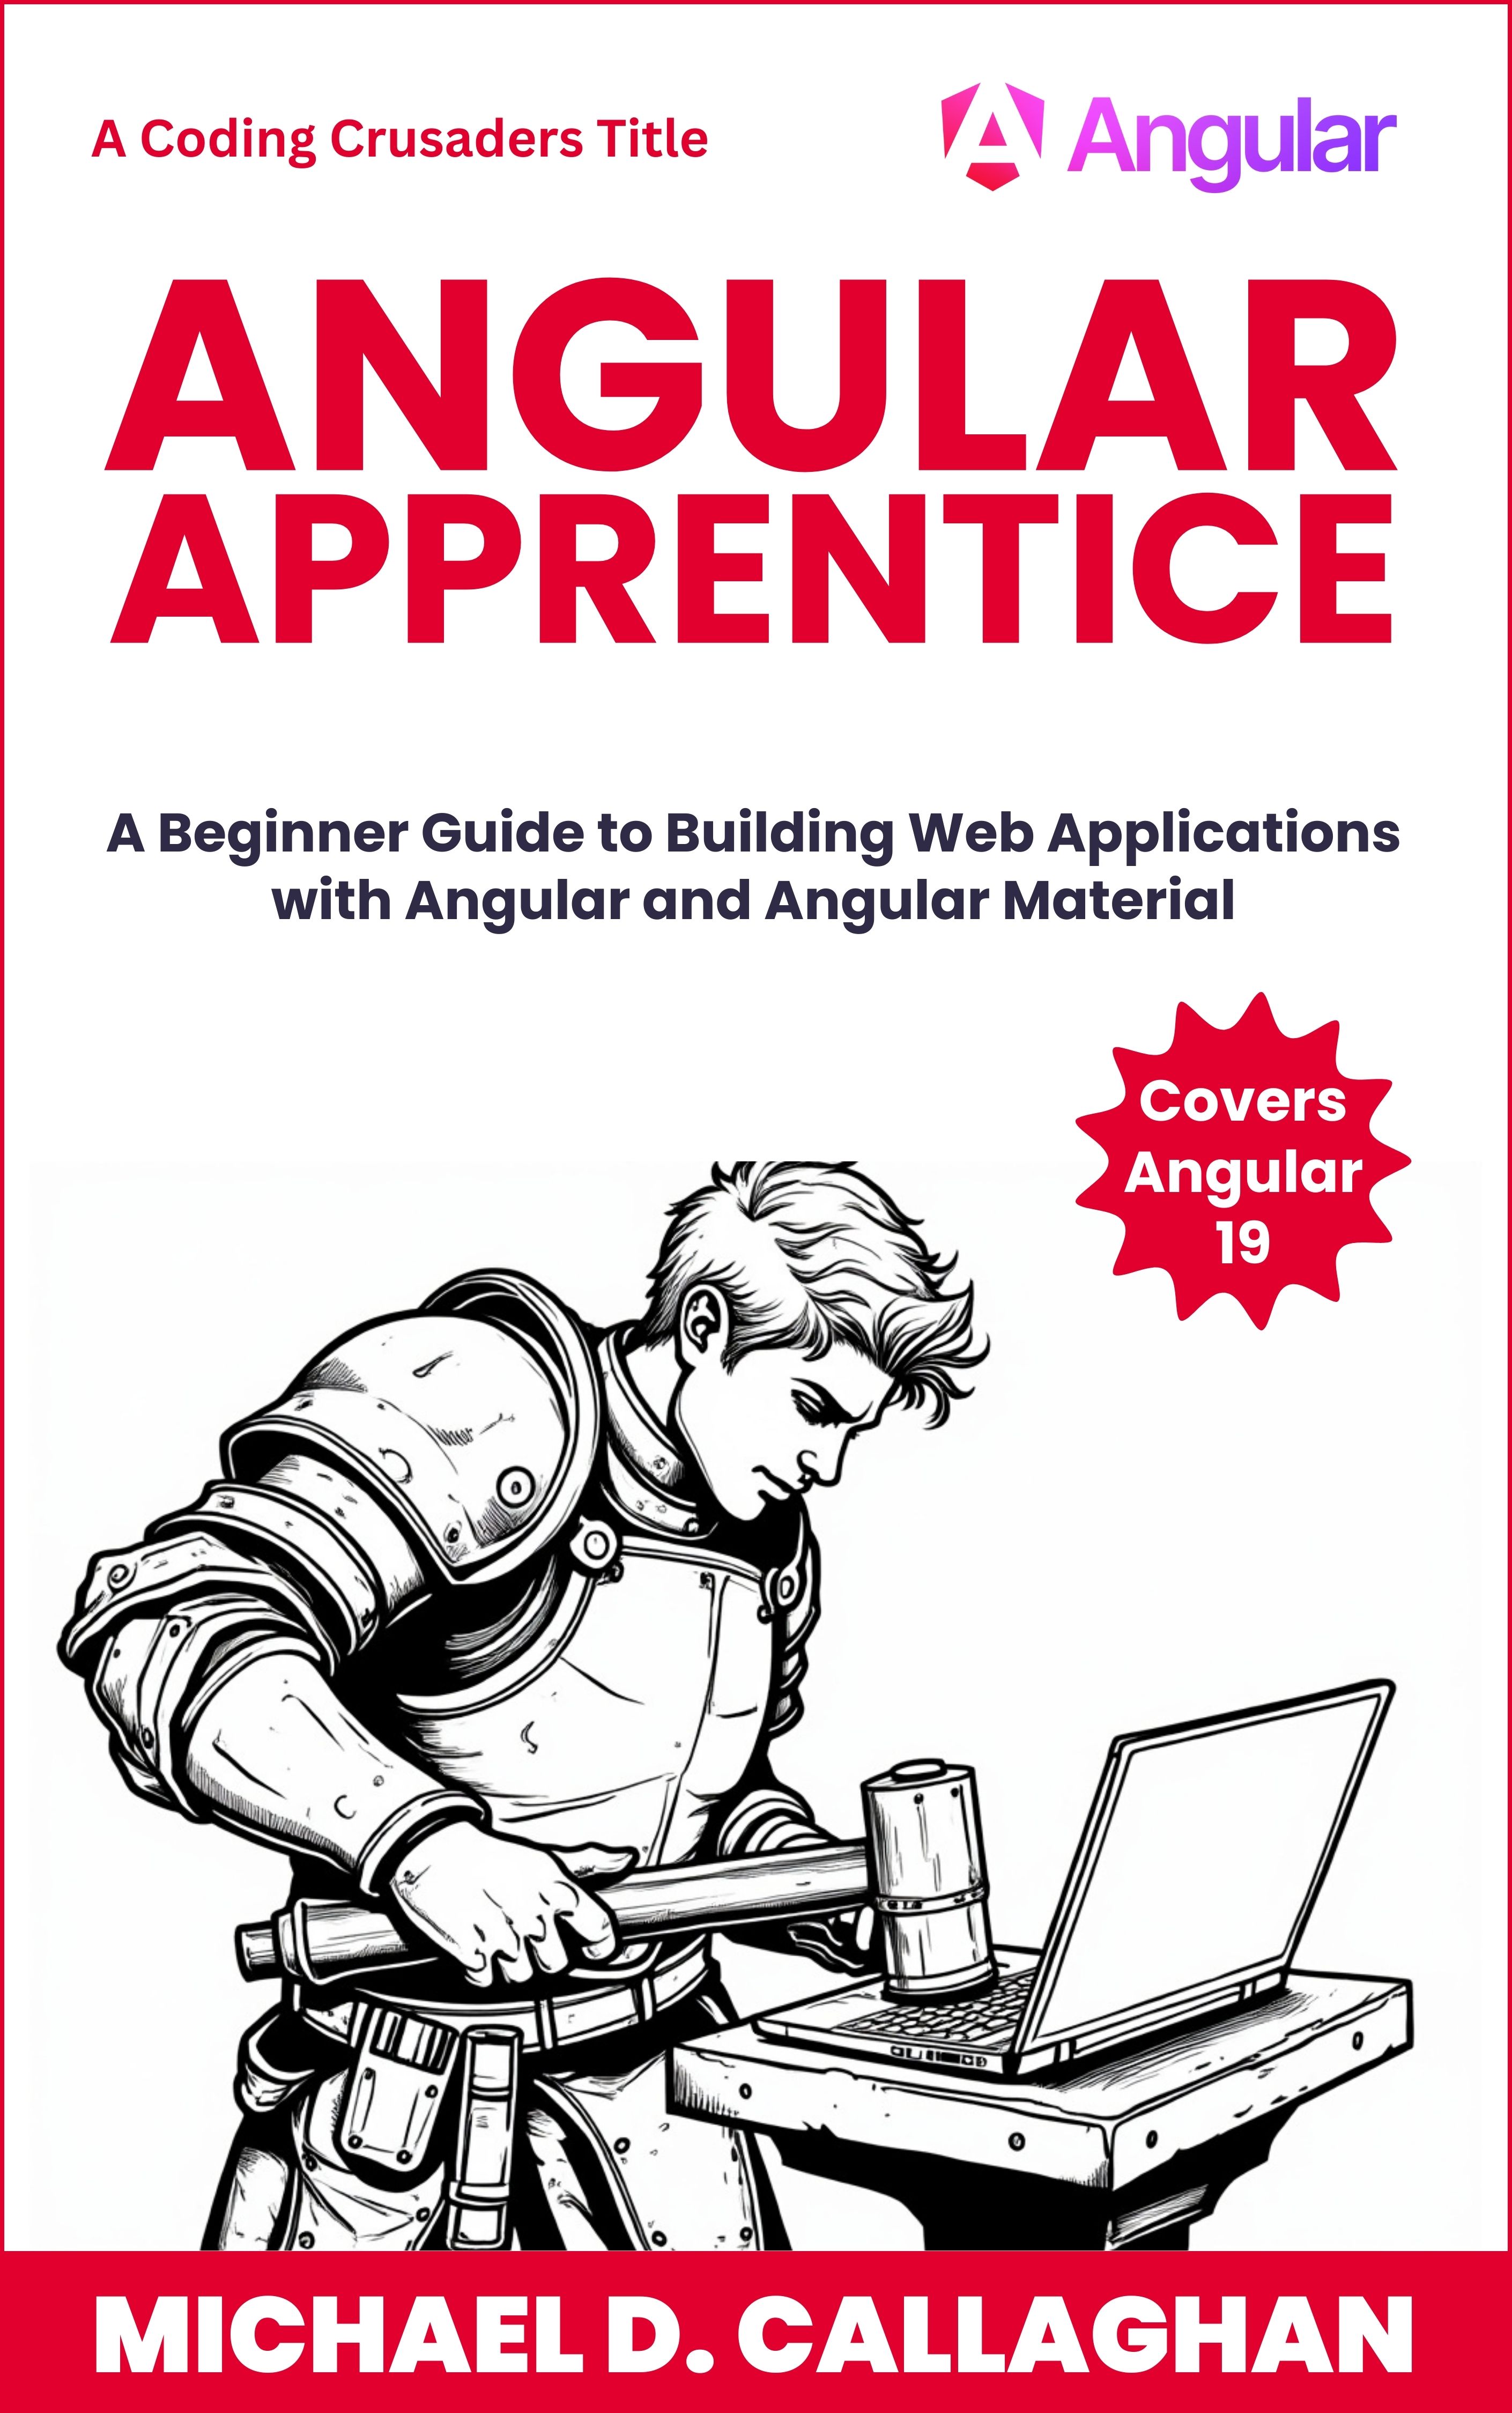 A Coding Crusaders Title
Angular
ANGULAR
APPRENTICE
A Beginner Guide to Building Web Applications
with Angular and Angular Material
Covers
Angular
19
MICHAEL D. CALLAGHAN